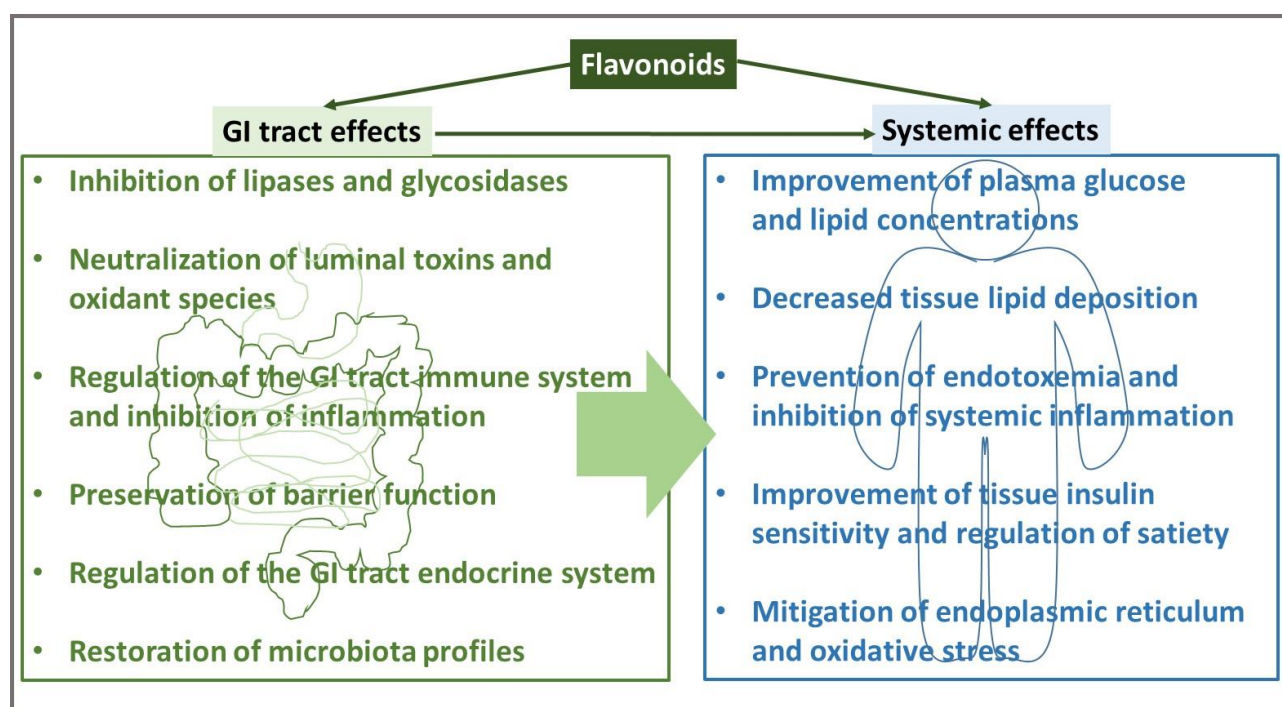 Flavonoids
GI tract effects
• Inhibition of lipases and glycosidases
• Neutralization of luminal toxins and
oxidant species
• Regulation of the GI tract immune system
and inhibition of inflammation
• Preservation of barrier function
• Regulation of the GI tract endocrine system
• Restoration of microbiota profiles
Systemic effects
• Improvement of plasma glucose
and lipid concentrations
• Decreased tissue lipid deposition
• Prevention of endotoxemia and
inhibition of systemic inflammation
• Improvement of tissue insulin
sensitivity and regulation of satiety
• Mitigation of endoplasmic reticulum
and oxidative stress